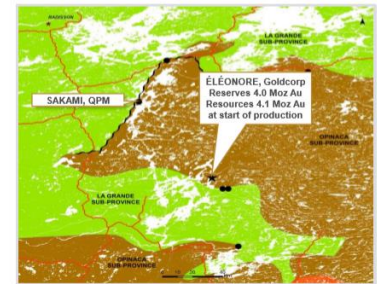 RADISSON
LA GRANDE
SUB-PROVINCE
SAKAMI, QPM
ÉLÉONORE, Goldcorp
Reserves 4.0 Moz Au
Resources 4.1 Moz Au
at start of production
OPINACA
SUB-PROVINCE
LA GRANDE
SUB-PROVINCE
OPINACA
SUB-PROVINCE